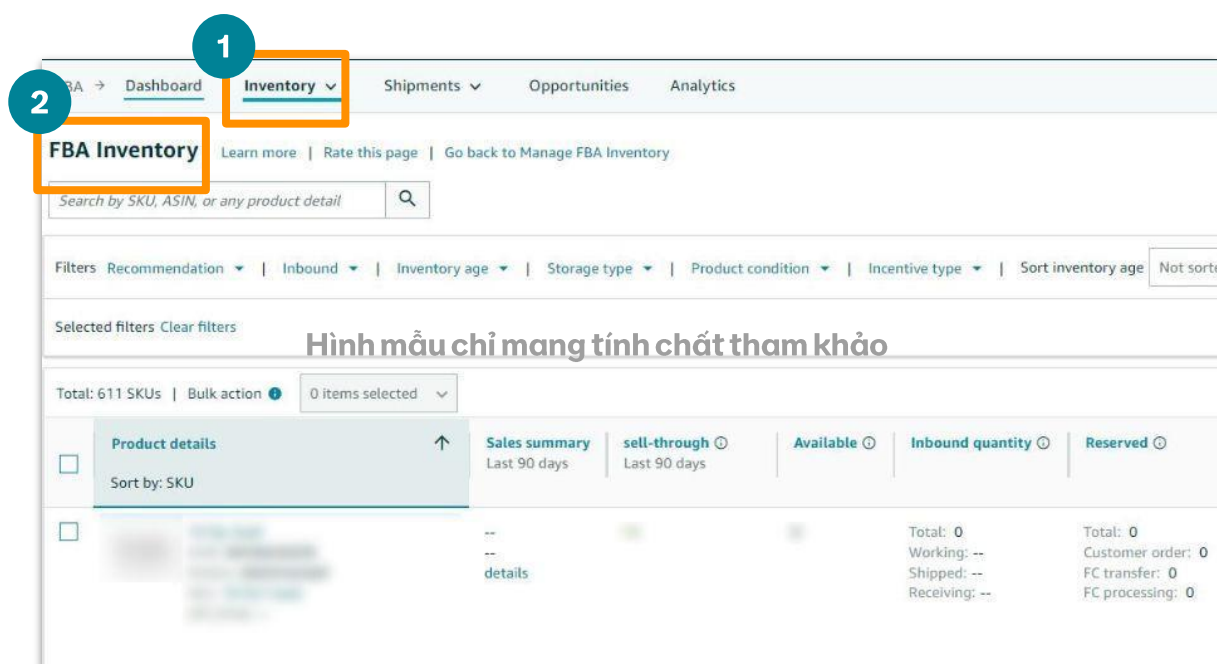 1
2
BA → Dashboard Inventory Shipments Opportunities Analytics
FBA Inventory Learn more | Rate this page | Go back to Manage FBA Inventory
Search by SKU, ASIN, or any product detail
Filters Recommendation | Inbound | Inventory age | Storage type | Product condition | Incentive type | Sort inventory age Not sorte
Selected filters Clear filters
Hình mẫu chỉ mang tính chất tham khảo
Total: 611 SKUs | Bulk action 0 items selected
Product details Sales summary sell-through Available Inbound quantity Reserved
Last 90 days Last 90 days
Sort by: SKU
-- Total: 0 Total: 0
-- Working: -- Customer order: 0
details Shipped: -- FC transfer: 0
Receiving: -- FC processing: 0